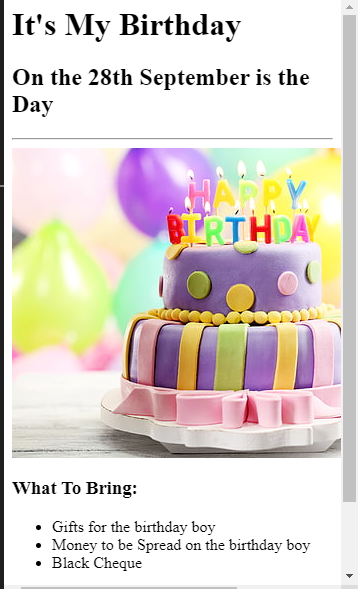 It's My Birthday
On the 28th September is the
Day
HAPPY
BIRTHDAY
What To Bring:
Gifts for the birthday boy
Money to be Spread on the birthday boy
Black Cheque